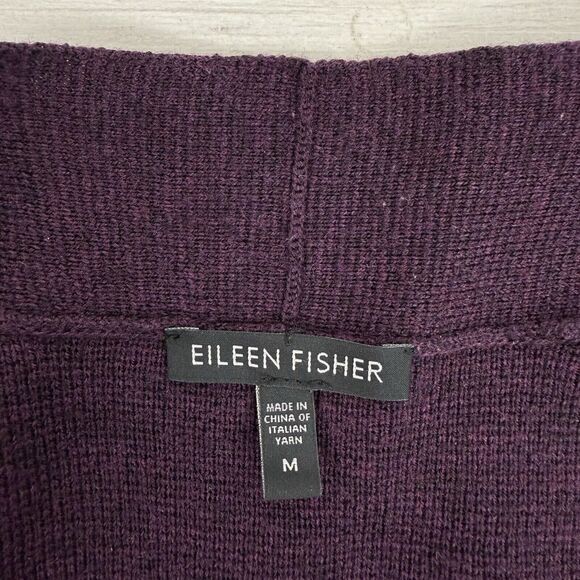 EILEEN FISHER
MADE IN
CHINA OF
ITALIAN
YARN
M